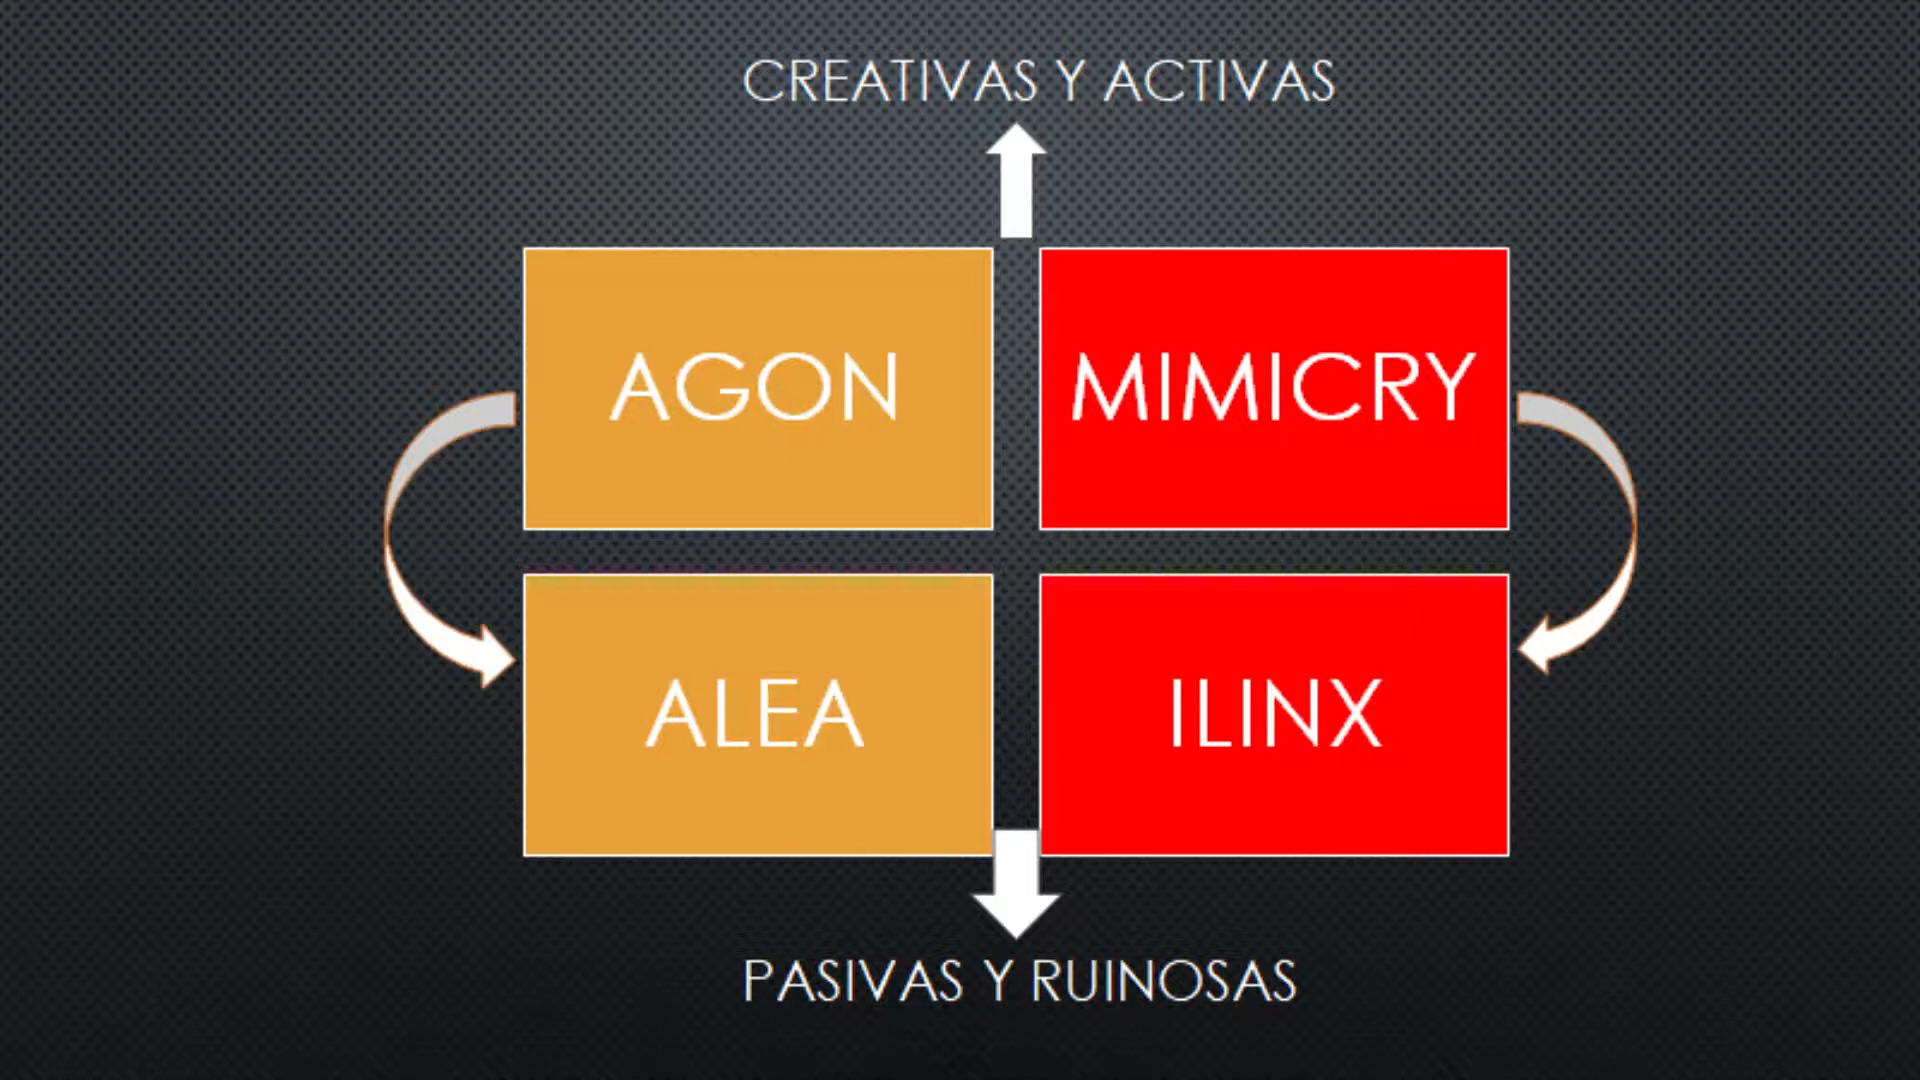 CREATIVAS Y ACTIVAS
AGON
MIMICRY
ALEA
ILINX
PASIVAS Y RUINOSAS